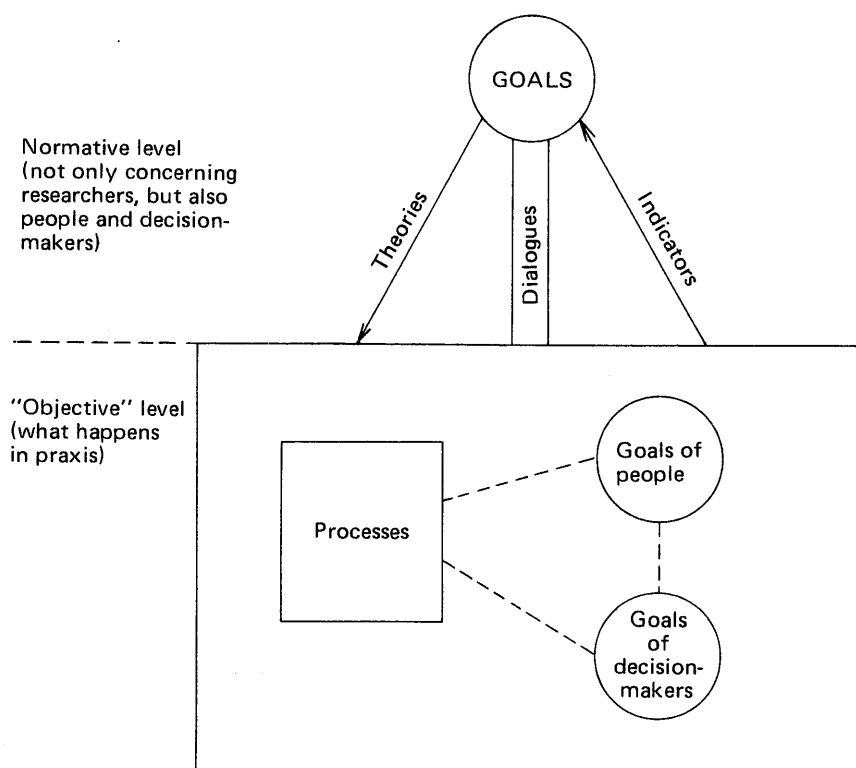 GOALS
Normative level
(not only concerning
researchers, but also
people and decision-
makers)
Theories
Dialogues
Indicators
"Objective" level
(what happens
in praxis)
Goals of
people
Processes
Goals
of
decision-
makers